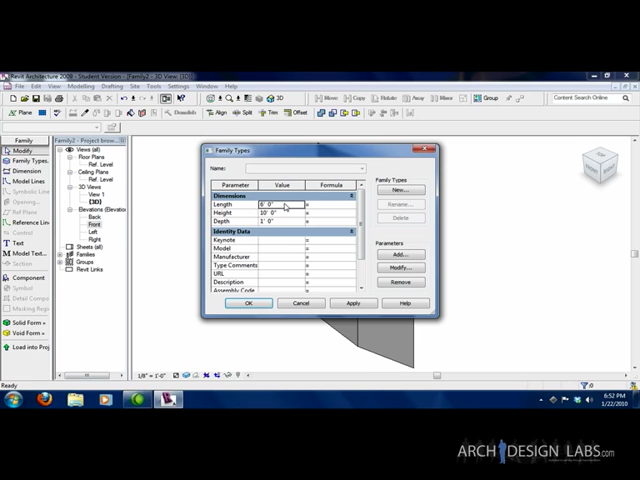 Revit Architecture 2009 - Student Version - [Family2 - 3D View: {3D}]
File Edit View Modelling Drafting Site Tools Settings Window Help
3D Move Copy Rotate Array Group Content Search Online
Plane Align Split Trim Offset
Family
Modify
Family Types..
Dimension
Model Lines
Opening
Ref Plane
Reference Line
Text
Model Text...
Component
Symbol
Detail Compo
Masking Regio
Solid Form »
Void Form »
Load into Proj
Family2 - Project brow...
Views (all)
Floor Plans
Ref. Level
Ceiling Plans
Ref. Level
3D Views
{3D}
Elevations (Elevation
Back
Front
Left
Right
Sheets (all)
Families
Groups
Revit Links
Family Types
Name:
Parameter Value Formula
Dimensions
Length 6' 0" =
Height 10' 0" =
Depth 1' 0" =
Identity Data
Keynote =
Model =
Manufacturer =
Type Comments =
URL =
Description =
Assembly Code
Family Types
New...
Rename...
Delete
Parameters
Add...
Modify...
Remove
OK Cancel Apply Help
1/8" = 1'-0"
Ready :0
6:52 PM
1/22/2010
ARCH DESIGN LABS.com